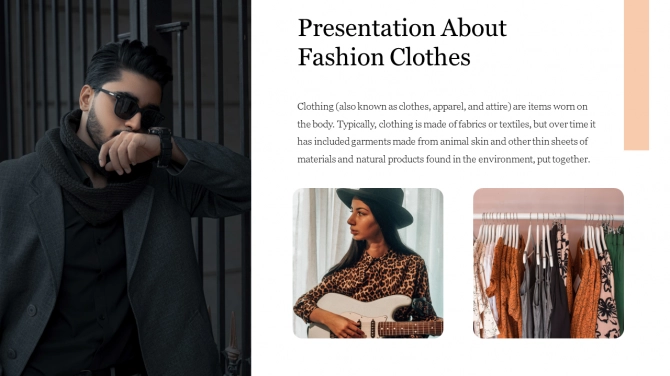 Presentation About
Fashion Clothes
Clothing (also known as clothes, apparel, and attire) are items worn on
the body. Typically, clothing is made of fabrics or textiles, but over time it
has included garments made from animal skin and other thin sheets of
materials and natural products found in the environment, put together.